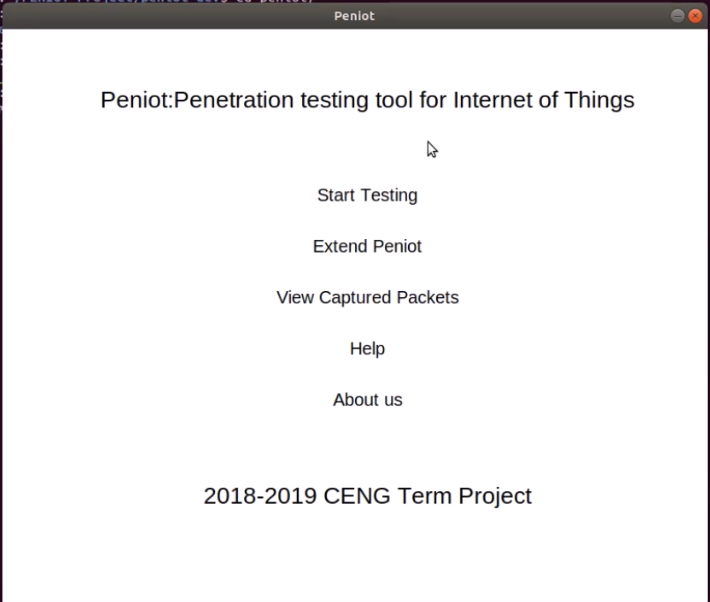 Peniot
Peniot:Penetration testing tool for Internet of Things
Start Testing
Extend Peniot
View Captured Packets
Help
About us
2018-2019 CENG Term Project